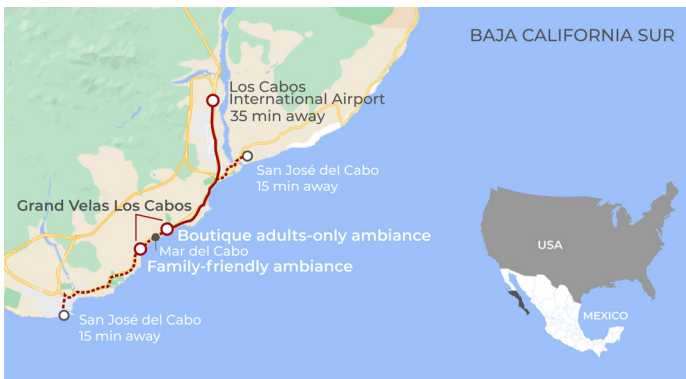 BAJA CALIFORNIA SUR
Los Cabos
International Airport
35 min away
San José del Cabo
15 min away
Grand Velas Los Cabos
Boutique adults-only ambiance
Mar del Cabo
Family-friendly ambiance
San José del Cabo
15 min away
USA
MEXICO